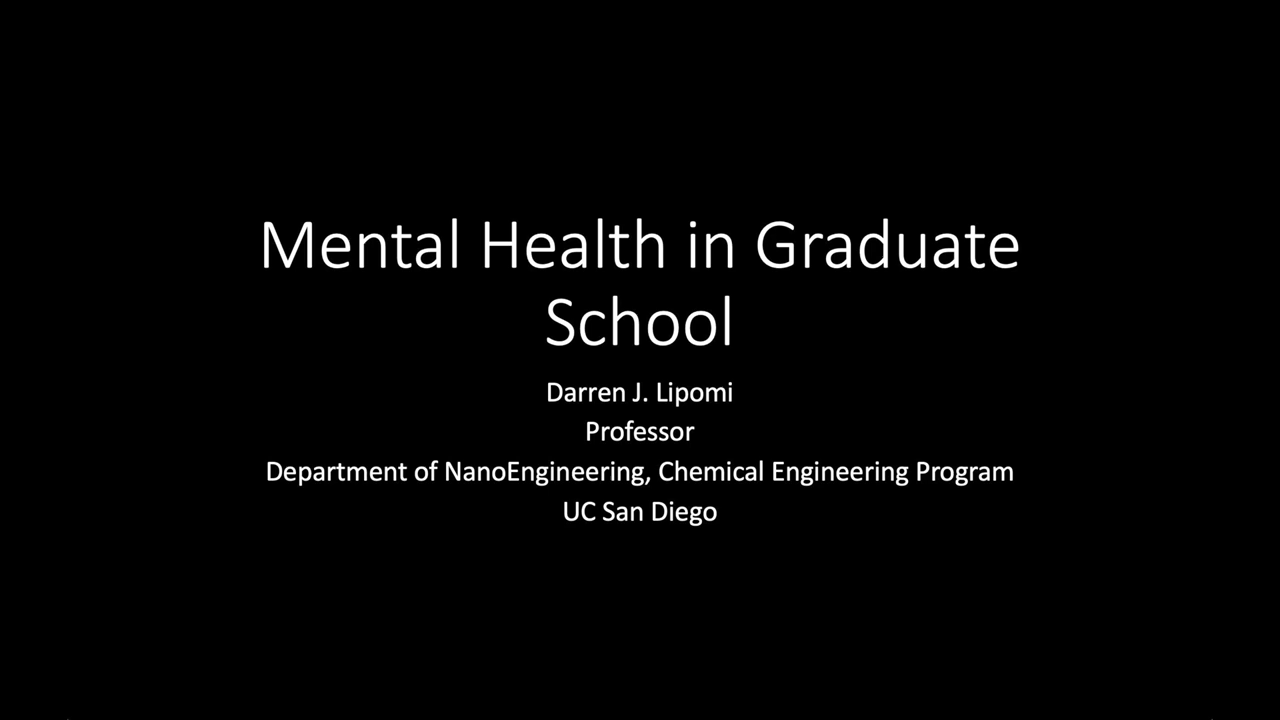 Mental Health in Graduate
School
Darren J. Lipomi
Professor
Department of NanoEngineering, Chemical Engineering Program
UC San Diego